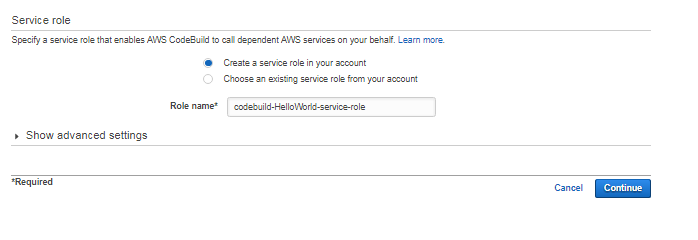 Service role
Specify a service role that enables AWS CodeBuild to call dependent AWS services on your behalf. Learn more.
Create a service role in your account
Choose an existing service role from your account
Role name* codebuild-HelloWorld-service-role
Show advanced settings
*Required
Cancel Continue